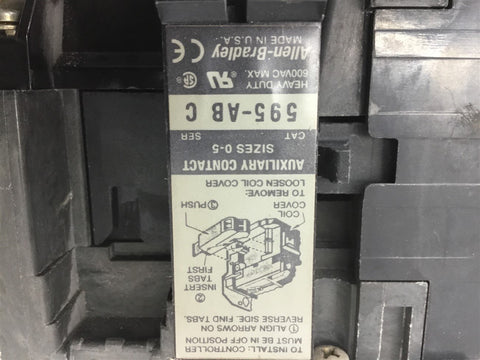 TO INSTALL: CONTROLLER
MUST BE OFF POSITION
① ALIGN ARROWS ON
REVERSE SIDE FIND TABS.
② INSERT
TABS
FIRST
COIL
COVER
③ PUSH
TO REMOVE:
LOOSEN COIL COVER
AUXILIARY CONTACT
SIZES 0-5
CAT SER
595-AB C
HEAVY DUTY
600VAC MAX.
Allen-Bradley
MADE IN U.S.A.
CE